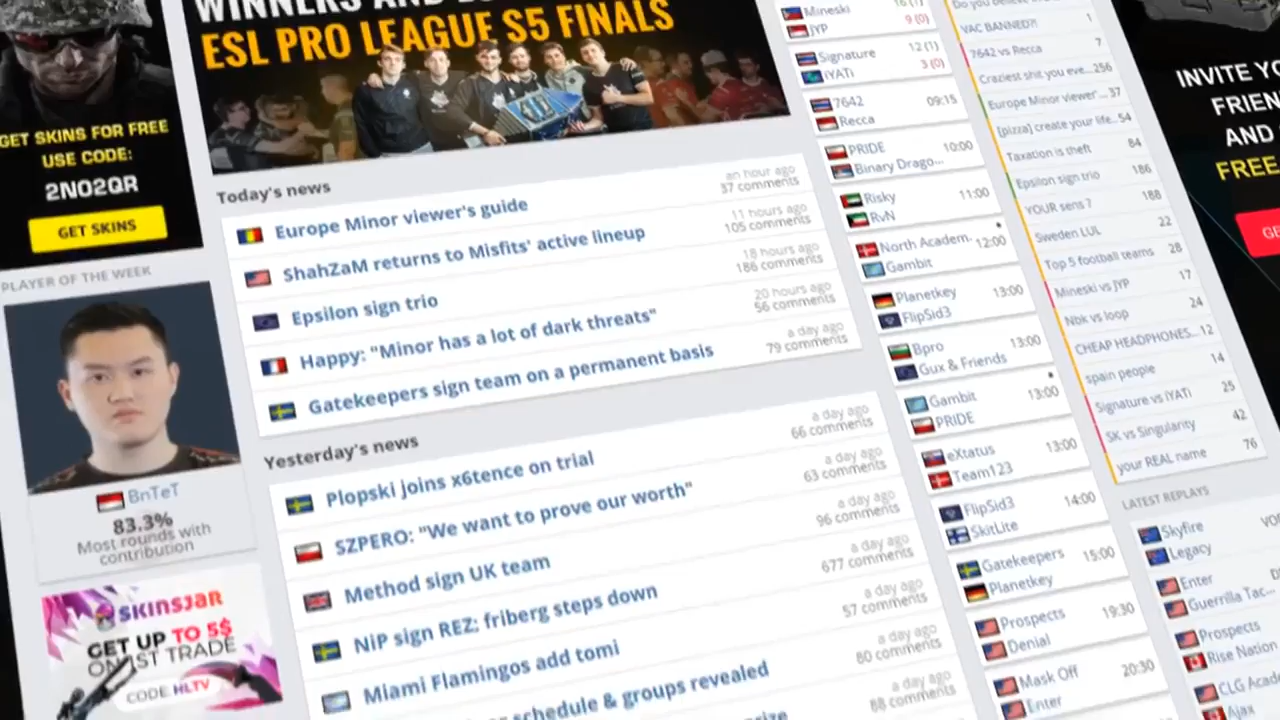 WINNERS AND
ESL PRO LEAGUE S5 FINALS
GET SKINS FOR FREE
USE CODE:
2NO2QR
GET SKINS
PLAYER OF THE WEEK
BnTeT
83.3%
Most rounds with
contribution
SKINSJAR
GET UP TO 5$
ON 1ST TRADE
CODE HLTV
Today's news
Europe Minor viewer's guide
an hour ago
37 comments
ShahZaM returns to Misfits' active lineup
11 hours ago
105 comments
Epsilon sign trio
18 hours ago
186 comments
Happy: "Minor has a lot of dark threats"
20 hours ago
56 comments
Gatekeepers sign team on a permanent basis
a day ago
79 comments
Yesterday's news
Plopski joins x6tence on trial
a day ago
66 comments
SZPERO: "We want to prove our worth"
a day ago
63 comments
Method sign UK team
a day ago
96 comments
NiP sign REZ; friberg steps down
a day ago
677 comments
Miami Flamingos add tomi
a day ago
57 comments
schedule & groups revealed
a day ago
80 comments
a day ago
88 comments
Mineski 16 (1)
JYP 9 (0)
Signature 12 (1)
iYATi 3 (0)
7642 09:15
Recca
PRIDE 10:00
Binary Drago...
Risky 11:00
RvN
North Academ.
Gambit 12:00
Planetkey 13:00
FlipSid3
Bpro 13:00
Gux & Friends
Gambit 13:00
PRIDE
eXtatus 13:00
Team123
FlipSid3 14:00
SkitLite
Gatekeepers 15:00
Planetkey
Prospects 19:30
Denial
Mask Off 20:30
Enter
Do you believe
VAC BANNED?! 1
7642 vs Recca 7
Craziest shit you eve... 256
Europe Minor viewer'... 37
[pizza] create your life.. 54
Taxation is theft 84
Epsilon sign trio 186
YOUR sens ? 188
Sweden LUL 22
Top 5 football teams 28
Mineski vs JYP 17
Nbk vs loop 24
CHEAP HEADPHONES... 12
spain people 14
Signature vs iYATi 25
SK vs Singularity 42
your REAL name 76
LATEST REPLAYS
Skyfire
Legacy
Enter
Guerrilla Tac...
Prospects
Rise Nation
CLG Acade
Ajax
INVITE YO
FRIEN
AND
FREE
GE